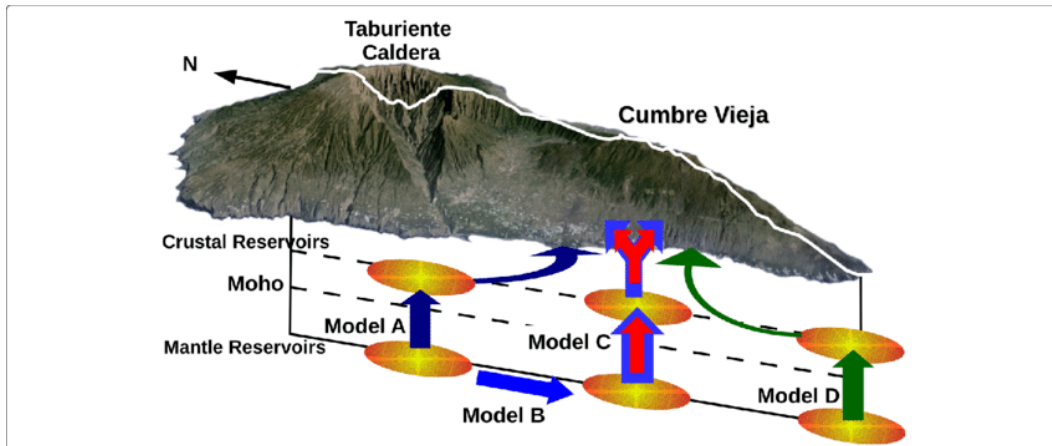 Taburiente
Caldera
N
Cumbre Vieja
Crustal Reservoirs
Moho
Model A
Model C
Mantle Reservoirs
Model B
Model D